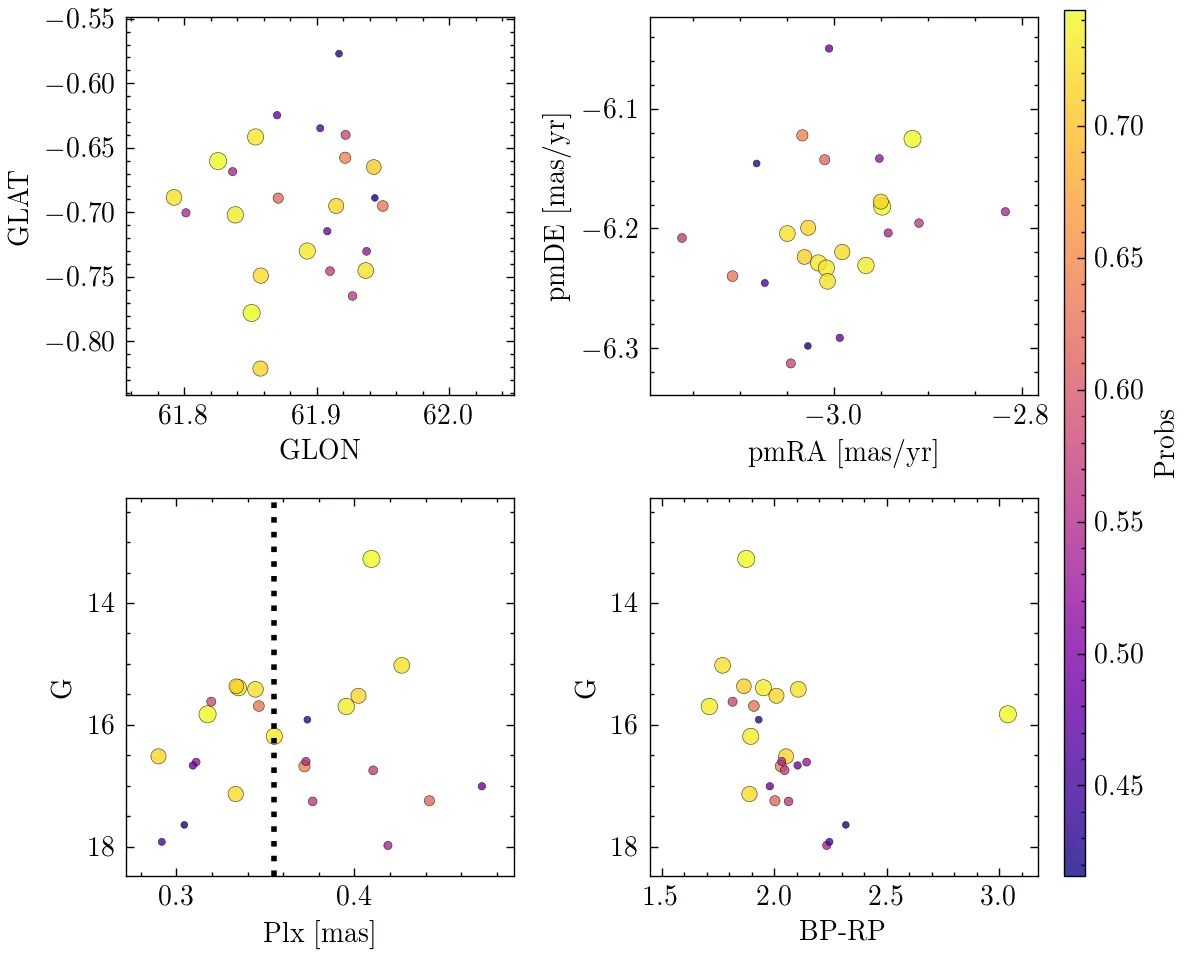 −0.55
−0.60
−0.65
−0.70
−0.75
−0.80
GLAT
61.8 61.9 62.0
GLON
−6.1
−6.2
−6.3
pmDE [mas/yr]
−3.0 −2.8
pmRA [mas/yr]
0.70
0.65
0.60
0.55
0.50
0.45
Probs
14
16
18
G
0.3 0.4
Plx [mas]
14
16
18
G
1.5 2.0 2.5 3.0
BP-RP